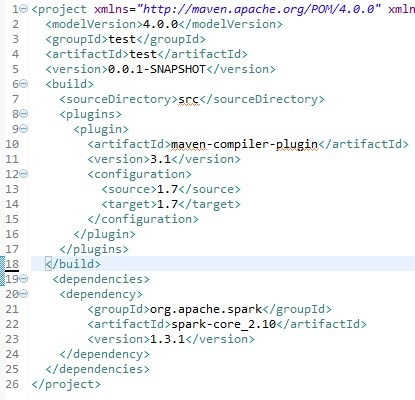 1 <project xmlns="http://maven.apache.org/POM/4.0.0" xmln
2 <modelVersion>4.0.0</modelVersion>
3 <groupId>test</groupId>
4 <artifactId>test</artifactId>
5 <version>0.0.1-SNAPSHOT</version>
6 <build>
7 <sourceDirectory>src</sourceDirectory>
8 <plugins>
9 <plugin>
10 <artifactId>maven-compiler-plugin</artifactId>
11 <version>3.1</version>
12 <configuration>
13 <source>1.7</source>
14 <target>1.7</target>
15 </configuration>
16 </plugin>
17 </plugins>
18 </build>
19 <dependencies>
20 <dependency>
21 <groupId>org.apache.spark</groupId>
22 <artifactId>spark-core_2.10</artifactId>
23 <version>1.3.1</version>
24 </dependency>
25 </dependencies>
26 </project>